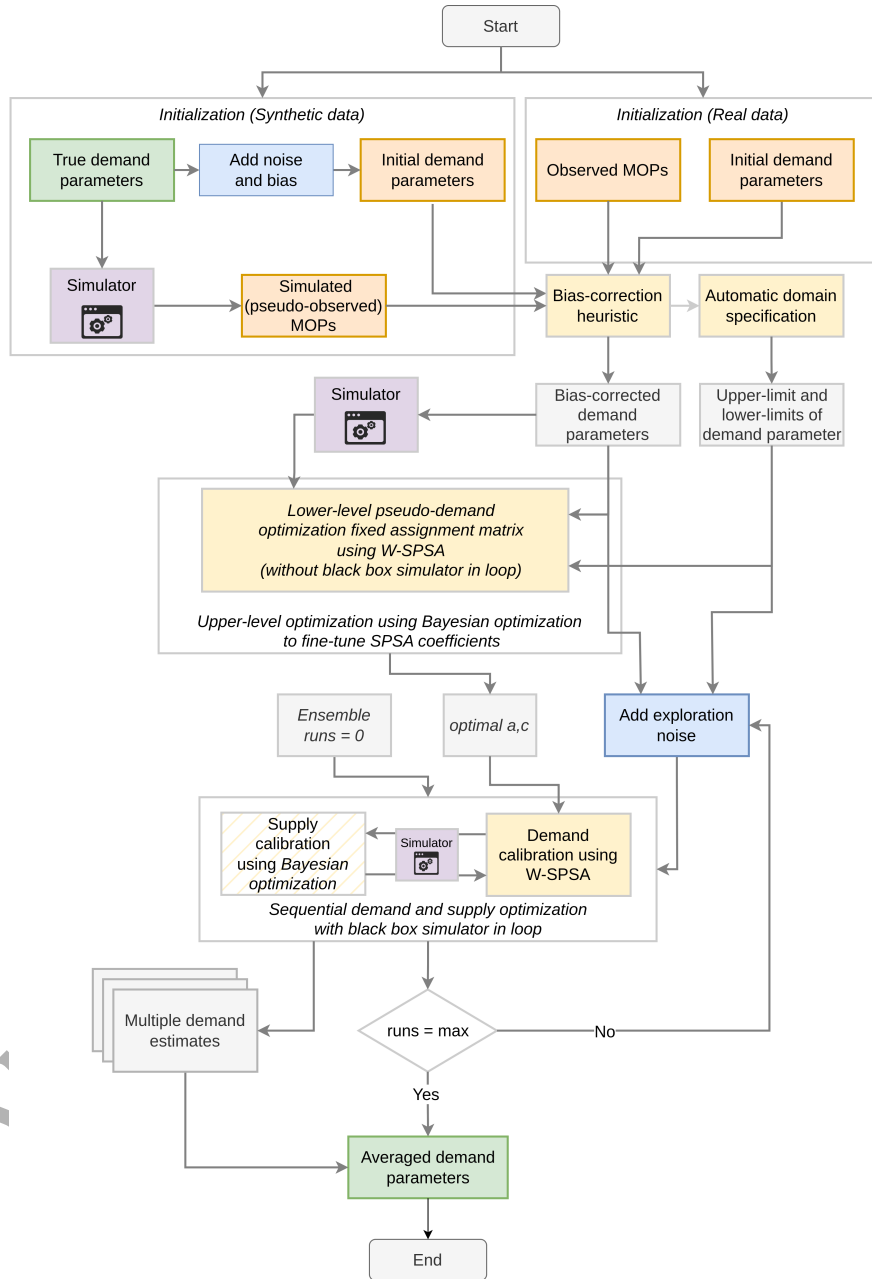 Start
Initialization (Synthetic data)
Initialization (Real data)
True demand
parameters
Add noise
and bias
Initial demand
parameters
Observed MOPs
Initial demand
parameters
Simulator
Simulated
(pseudo-observed)
MOPs
Bias-correction
heuristic
Automatic domain
specification
Simulator
Bias-corrected
demand
parameters
Upper-limit and
lower-limits of
demand parameter
Lower-level pseudo-demand
optimization fixed assignment matrix
using W-SPSA
(without black box simulator in loop)
Upper-level optimization using Bayesian optimization
to fine-tune SPSA coefficients
Ensemble
runs = 0
optimal a,c
Add exploration
noise
Supply
calibration
using Bayesian
optimization
Simulator
Demand
calibration using
W-SPSA
Sequential demand and supply optimization
with black box simulator in loop
Multiple demand
estimates
runs = max
No
Yes
Averaged demand
parameters
End